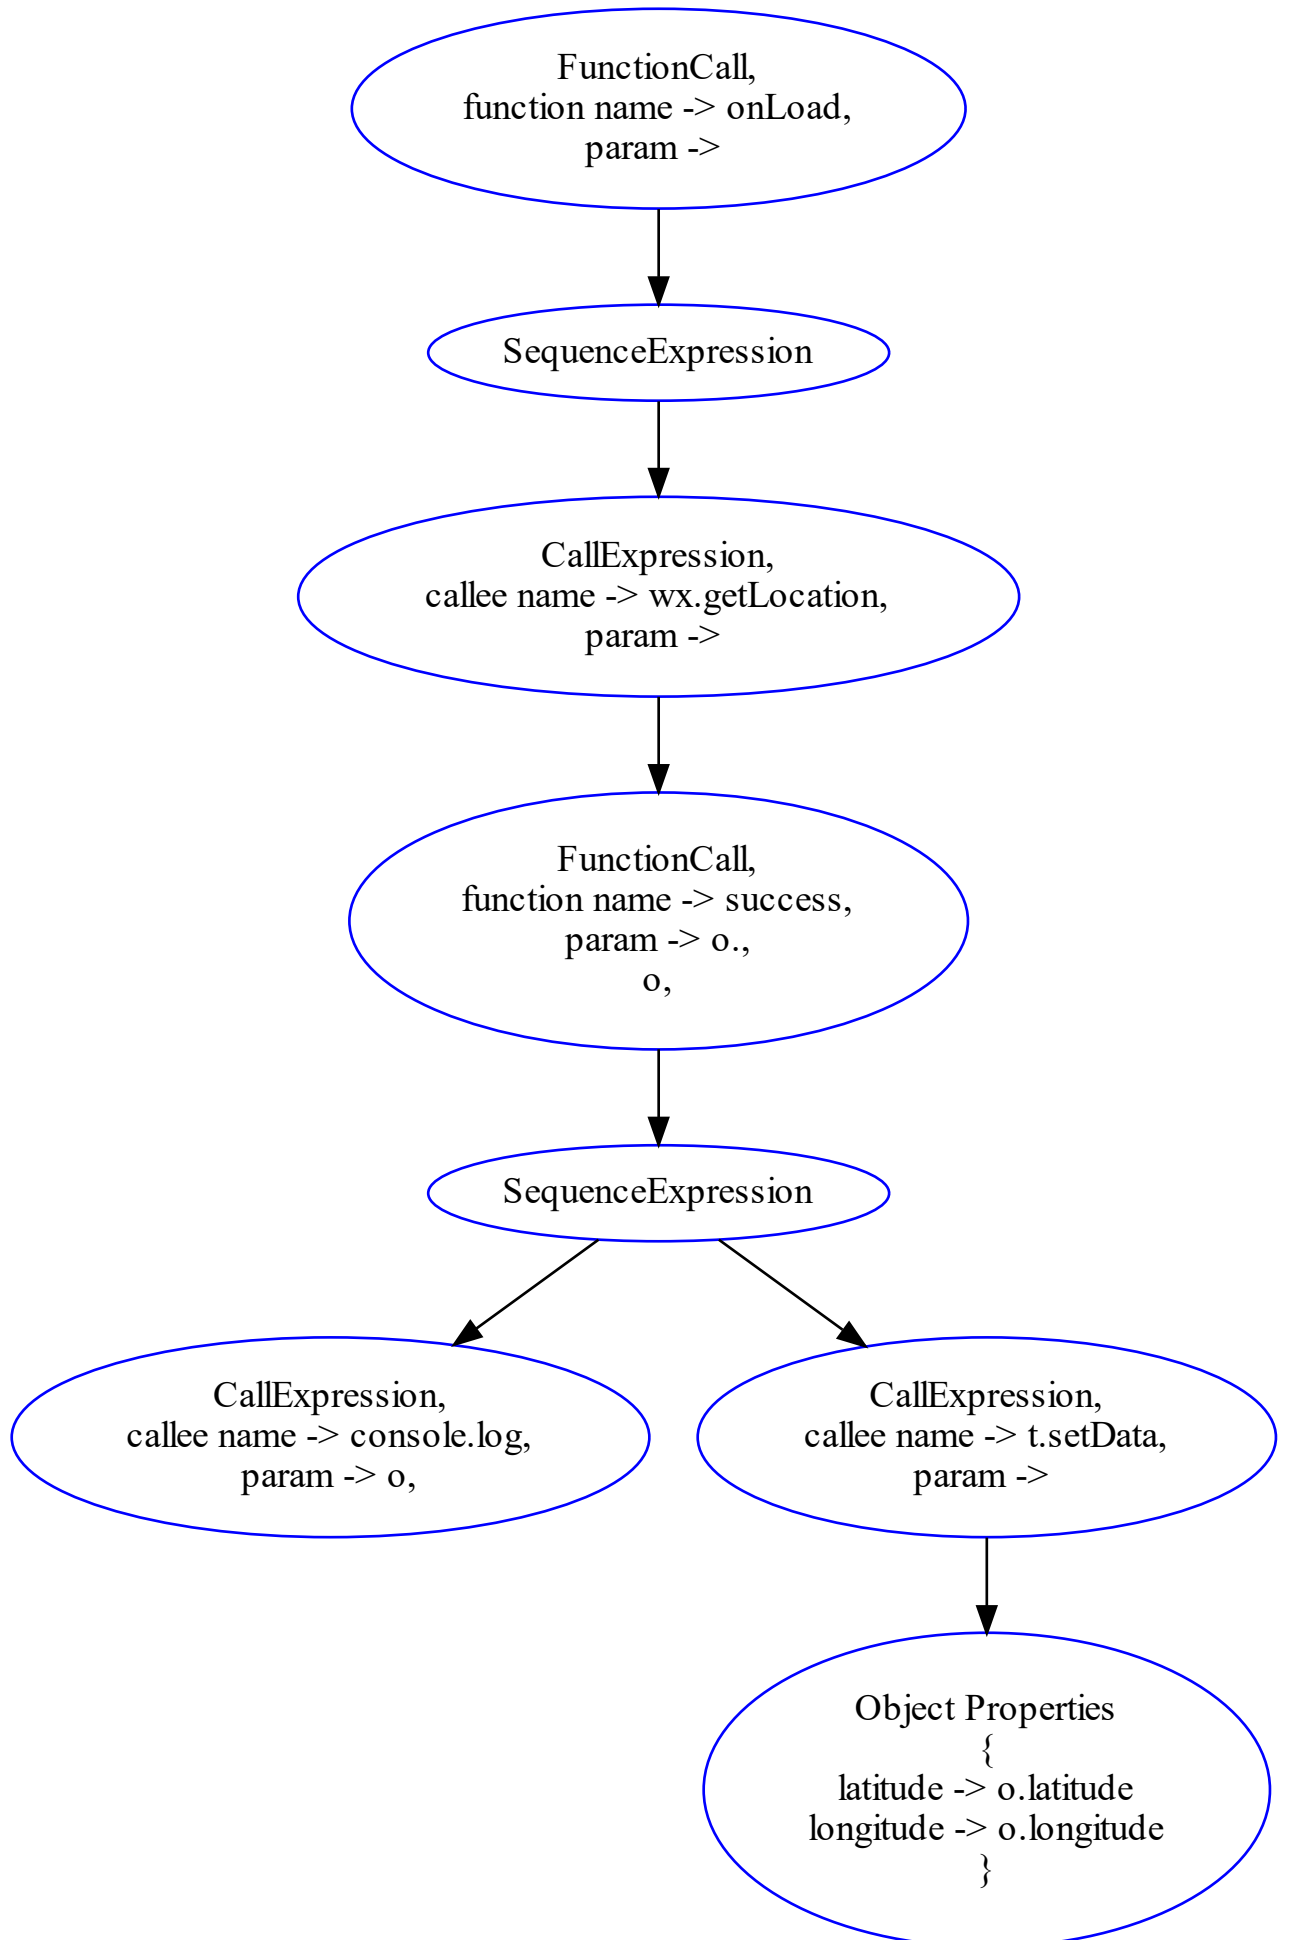 FunctionCall,
function name -> onLoad,
param ->
SequenceExpression
CallExpression,
callee name -> wx.getLocation,
param ->
FunctionCall,
function name -> success,
param -> o.,
o,
SequenceExpression
CallExpression,
callee name -> console.log,
param -> o,
CallExpression,
callee name -> t.setData,
param ->
Object Properties
{
latitude -> o.latitude
longitude -> o.longitude
}